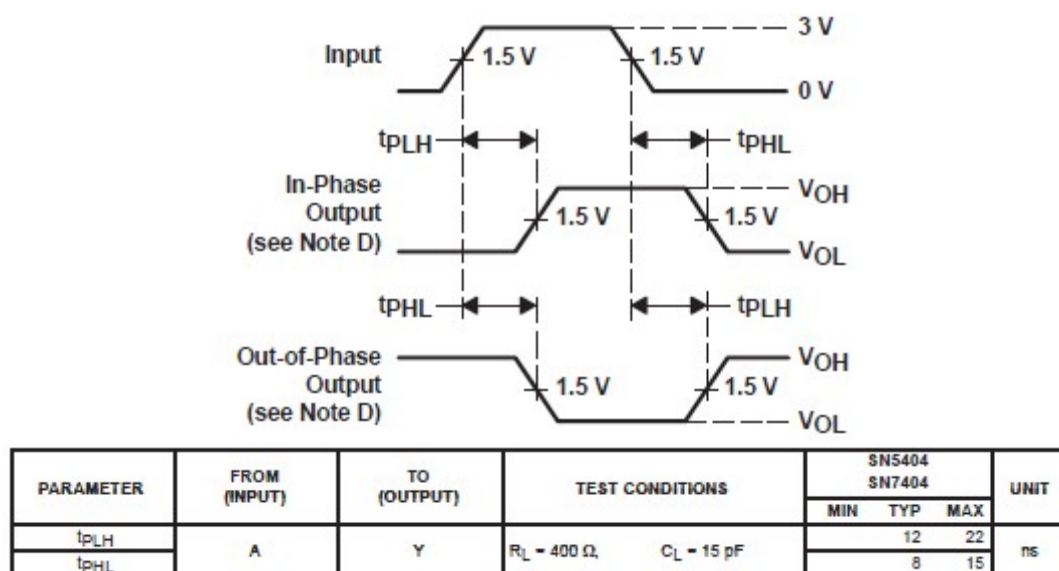 3 V
Input
1.5 V
1.5 V
0 V
tPLH
tPHL
In-Phase
Output
(see Note D)
VOH
1.5 V
1.5 V
VOL
tPHL
tPLH
Out-of-Phase
Output
(see Note D)
VOH
1.5 V
1.5 V
VOL
PARAMETER FROM (INPUT) TO (OUTPUT) TEST CONDITIONS SN5404 SN7404 UNIT
MIN TYP MAX
tPLH A Y RL = 400 Ω, CL = 15 pF 12 22 ns
tPHL 8 15